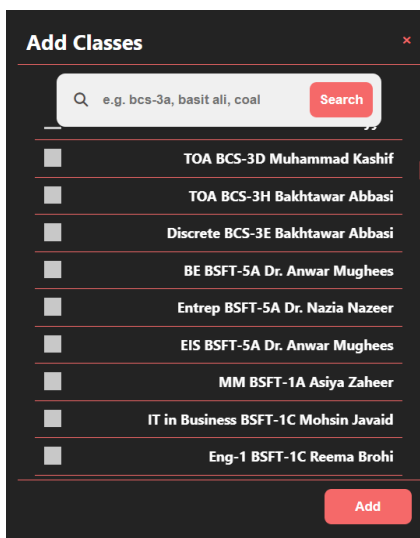 Add Classes
×
e.g. bcs-3a, basit ali, coal
Search
TOA BCS-3D Muhammad Kashif
TOA BCS-3H Bakhtawar Abbasi
Discrete BCS-3E Bakhtawar Abbasi
BE BSFT-5A Dr. Anwar Mughees
Entrep BSFT-5A Dr. Nazia Nazeer
EIS BSFT-5A Dr. Anwar Mughees
MM BSFT-1A Asiya Zaheer
IT in Business BSFT-1C Mohsin Javaid
Eng-1 BSFT-1C Reema Brohi
Add